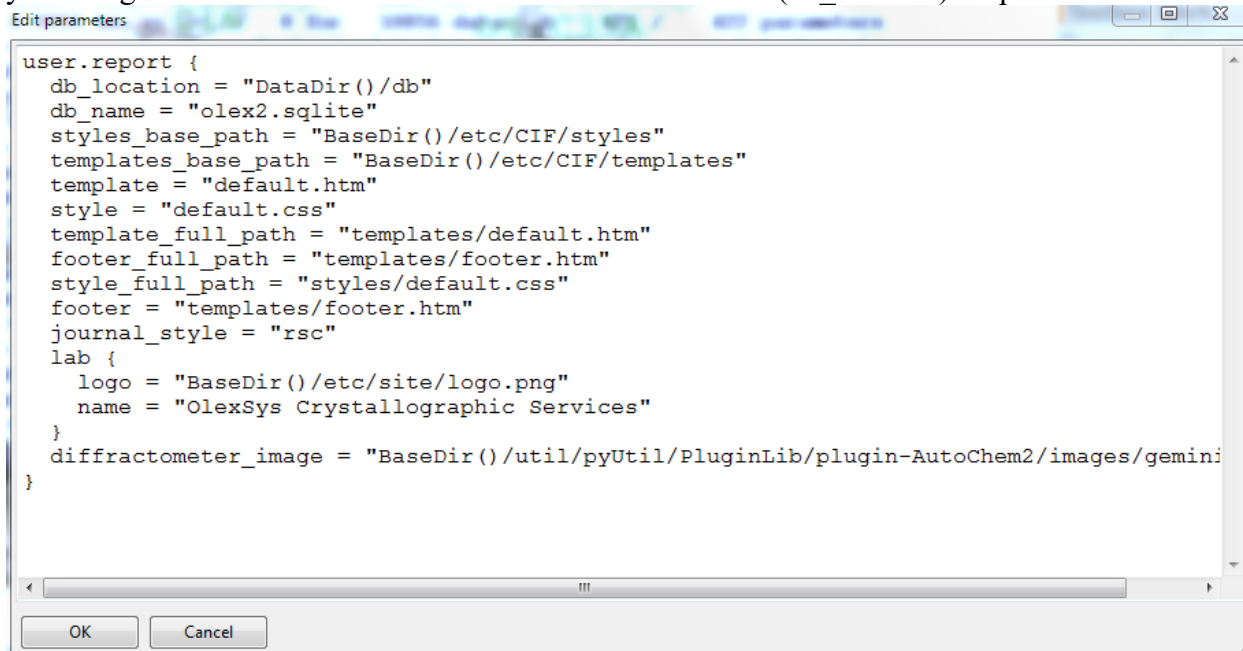 Edit parameters
user.report {
  db_location = "DataDir()/db"
  db_name = "olex2.sqlite"
  styles_base_path = "BaseDir()/etc/CIF/styles"
  templates_base_path = "BaseDir()/etc/CIF/templates"
  template = "default.htm"
  style = "default.css"
  template_full_path = "templates/default.htm"
  footer_full_path = "templates/footer.htm"
  style_full_path = "styles/default.css"
  footer = "templates/footer.htm"
  journal_style = "rsc"
  lab {
    logo = "BaseDir()/etc/site/logo.png"
    name = "OlexSys Crystallographic Services"
  }
  diffractometer_image = "BaseDir()/util/pyUtil/PluginLib/plugin-AutoChem2/images/gemini
}
OK Cancel